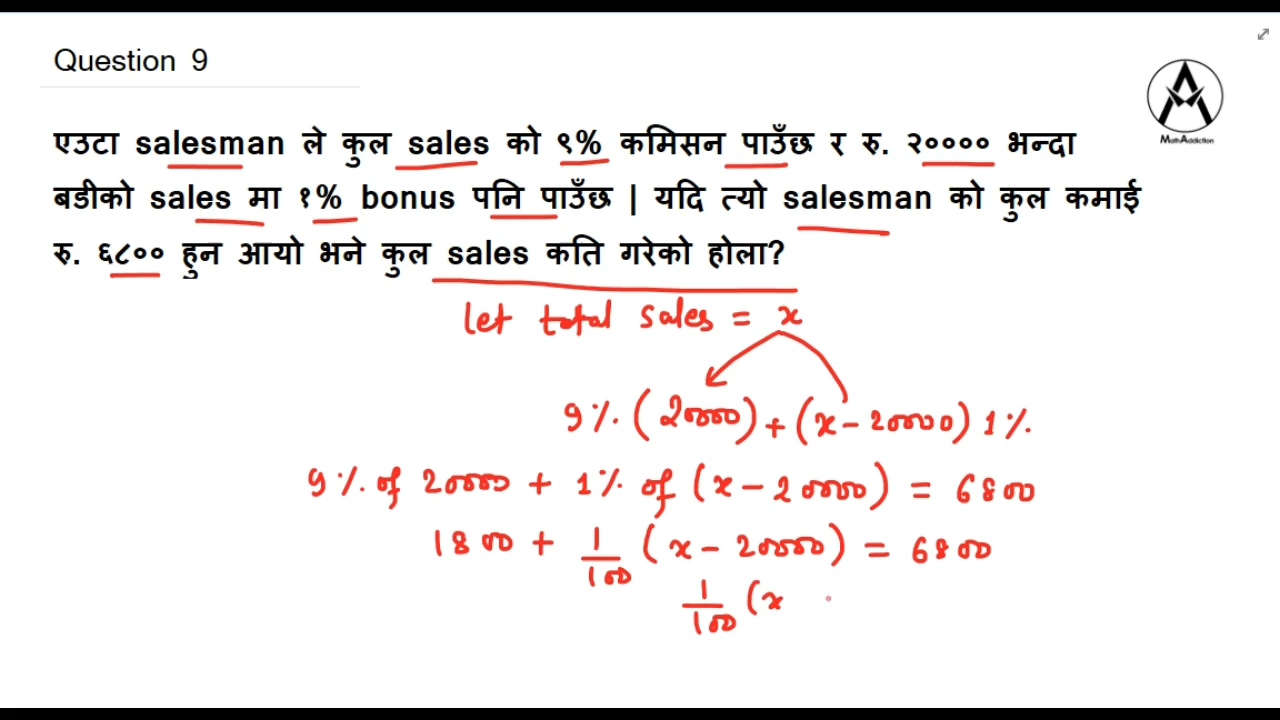 Question 9
MathAddiction
एउटा salesman ले कुल sales को ९% कमिसन पाउँछ र रु. २०००० भन्दा
बडीको sales मा १% bonus पनि पाउँछ | यदि त्यो salesman को कुल कमाई
रु. ६८०० हुन आयो भने कुल sales कति गरेको होला?
let total sales = x
9% (20000) + (x - 20000) 1%
9% of 20000 + 1% of (x - 20000) = 6800
1800 + 1/100 (x - 20000) = 6800
1/100 (x